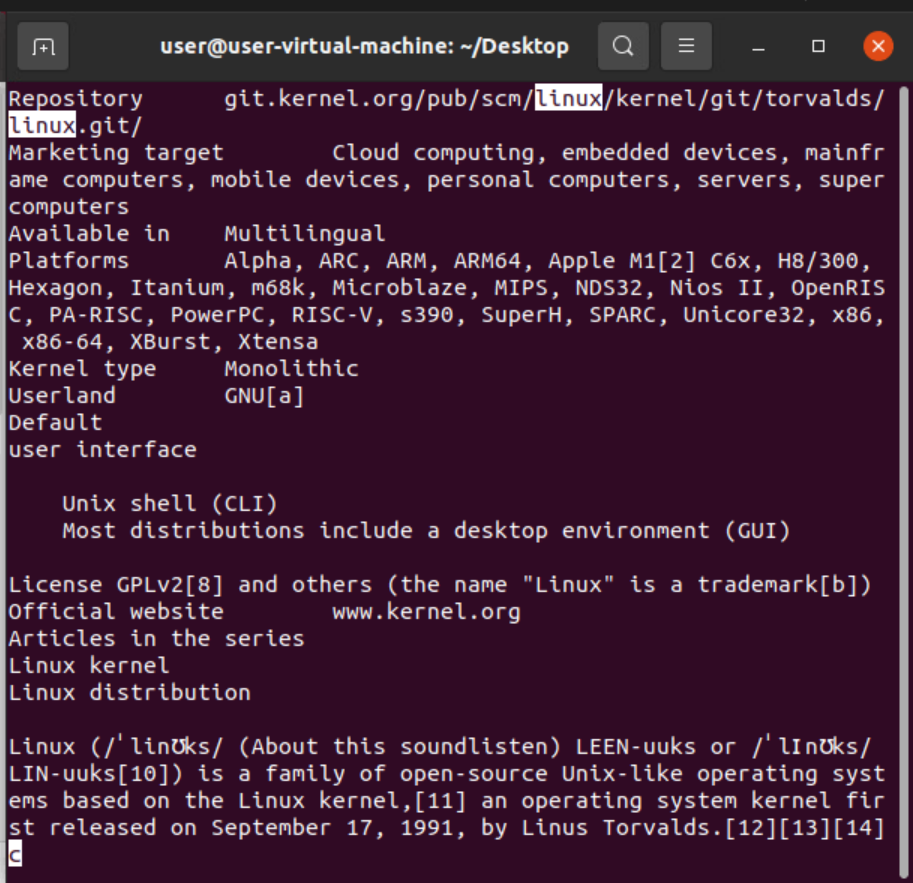 user@user-virtual-machine: ~/Desktop
Repository      git.kernel.org/pub/scm/linux/kernel/git/torvalds/
linux.git/
Marketing target        Cloud computing, embedded devices, mainfr
ame computers, mobile devices, personal computers, servers, super
computers
Available in    Multilingual
Platforms       Alpha, ARC, ARM, ARM64, Apple M1[2] C6x, H8/300,
Hexagon, Itanium, m68k, Microblaze, MIPS, NDS32, Nios II, OpenRIS
C, PA-RISC, PowerPC, RISC-V, s390, SuperH, SPARC, Unicore32, x86,
 x86-64, XBurst, Xtensa
Kernel type     Monolithic
Userland        GNU[a]
Default
user interface
    Unix shell (CLI)
    Most distributions include a desktop environment (GUI)
License GPLv2[8] and others (the name "Linux" is a trademark[b])
Official website        www.kernel.org
Articles in the series
Linux kernel
Linux distribution
Linux (/ˈlinʊks/ (About this soundlisten) LEEN-uuks or /ˈlɪnʊks/
LIN-uuks[10]) is a family of open-source Unix-like operating syst
ems based on the Linux kernel,[11] an operating system kernel fir
st released on September 17, 1991, by Linus Torvalds.[12][13][14]
c